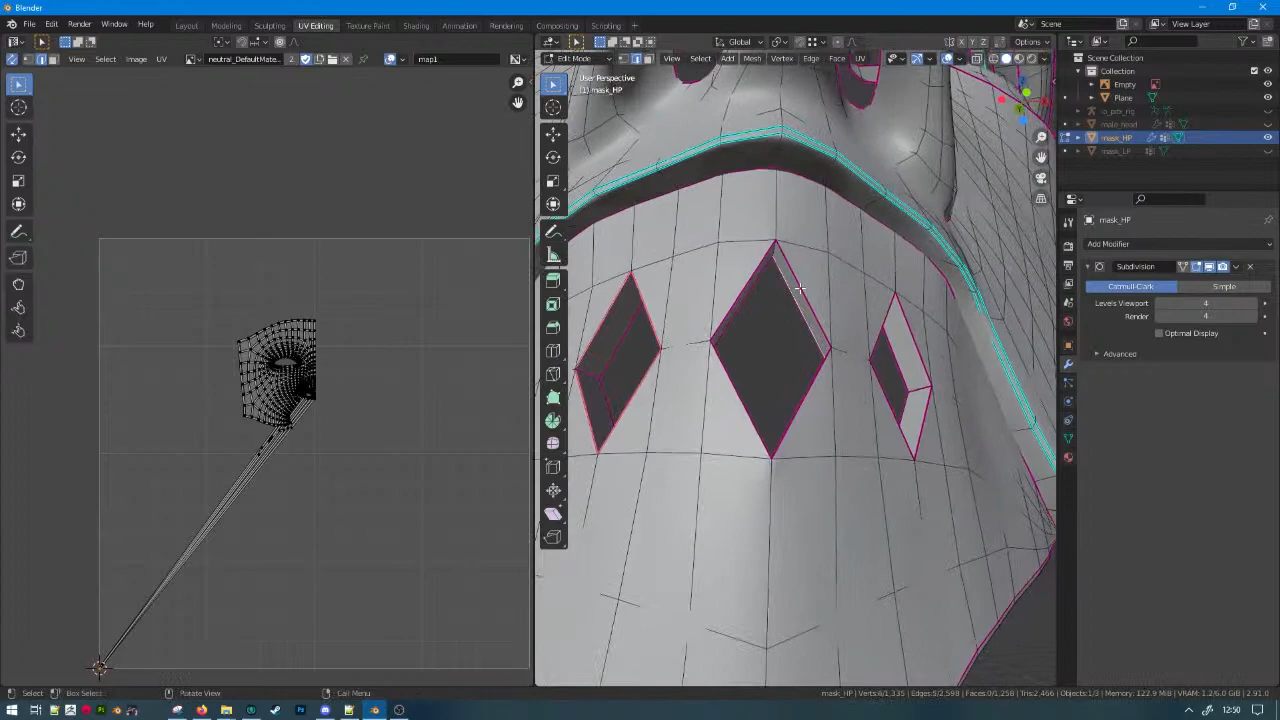 Blender
File Edit Render Window Help Layout Modeling Sculpting UV Editing Texture Paint Shading Animation Rendering Compositing Scripting + Scene View Layer
Global Options
View Select Image UV neutral_DefaultMate... 2 map1
Edit Mode View Select Add Mesh Vertex Edge Face UV
X Y Z
User Perspective
(1) mask_HP
Scene Collection
Collection
Empty
Plane
io_pdx_rig
male_head
mask_HP
mask_LP
mask_HP
Add Modifier
Subdivision
Catmull-Clark Simple
Levels Viewport 4
Render 4
Optimal Display
Advanced
Select Box Select Rotate View Call Menu
mask_HP | Verts:4/1,335 | Edges:8/2,598 | Faces:0/1,258 | Tris:2,466 | Objects:1/3 | Memory: 122.9 MiB | VRAM: 1.2/6.0 GiB | 2.91.0
12:50